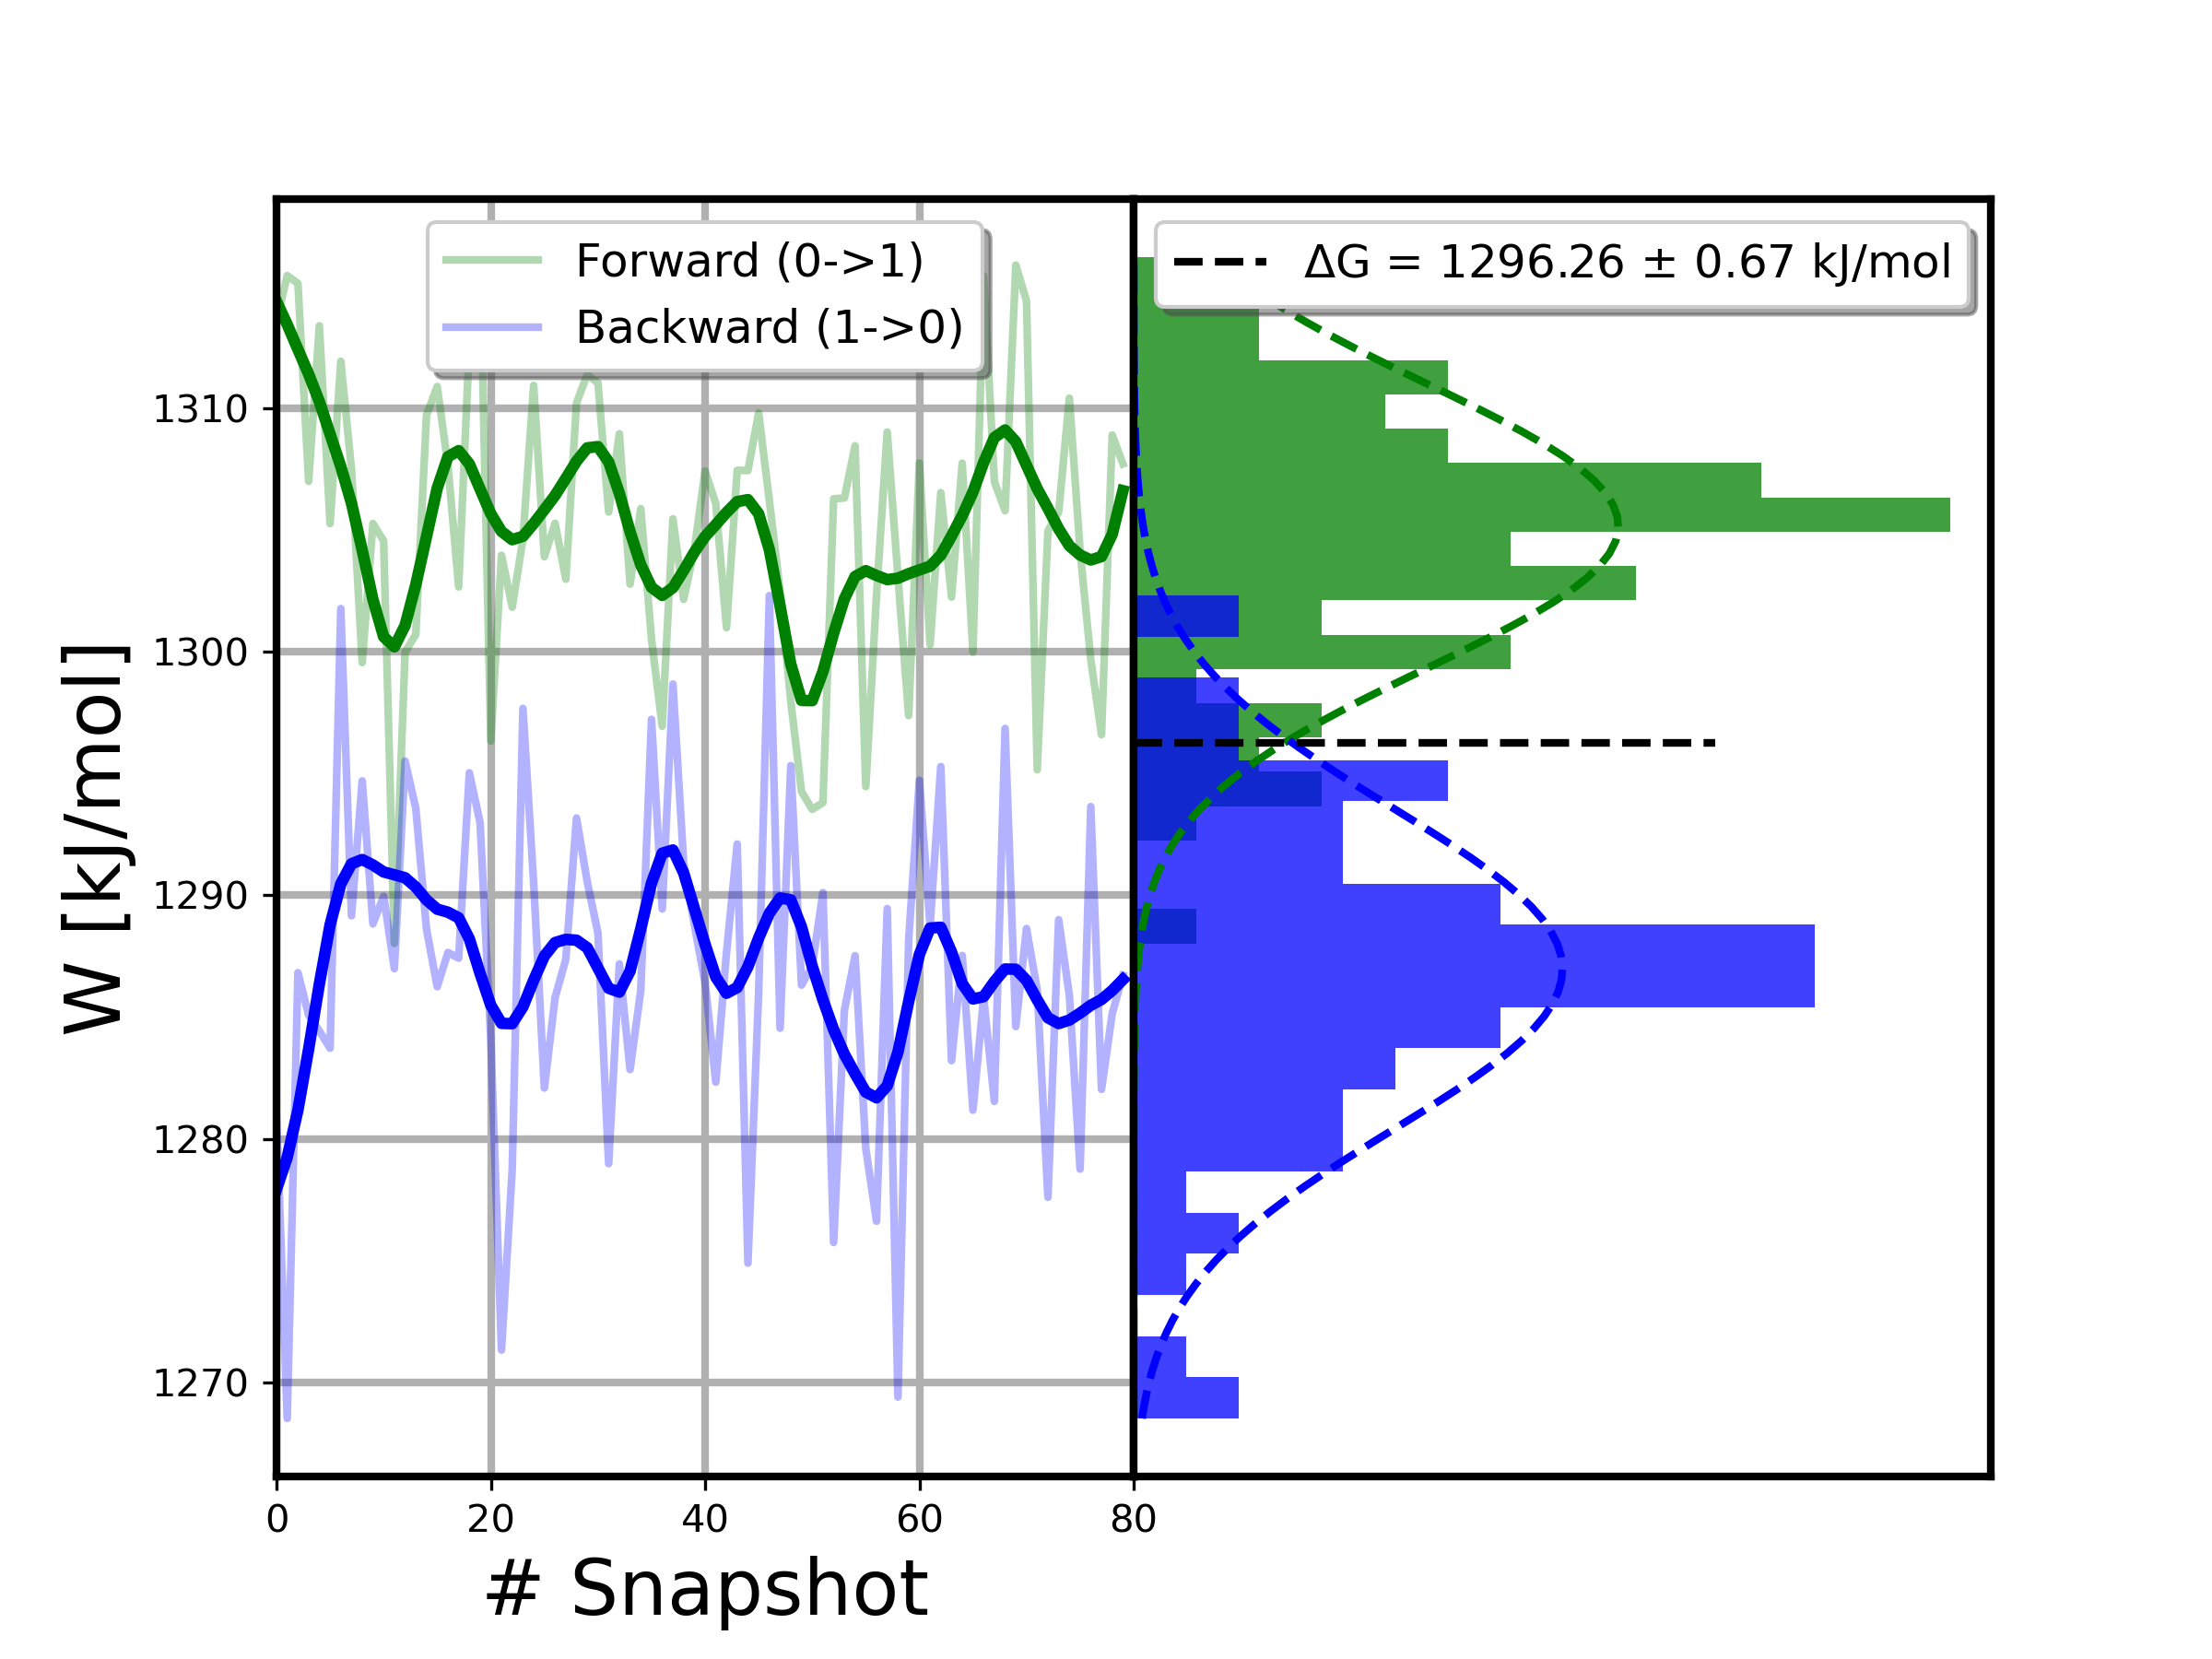 Forward (0->1)
Backward (1->0)
ΔG = 1296.26 ± 0.67 kJ/mol
W [kJ/mol]
1310
1300
1290
1280
1270
0 20 40 60 80
# Snapshot